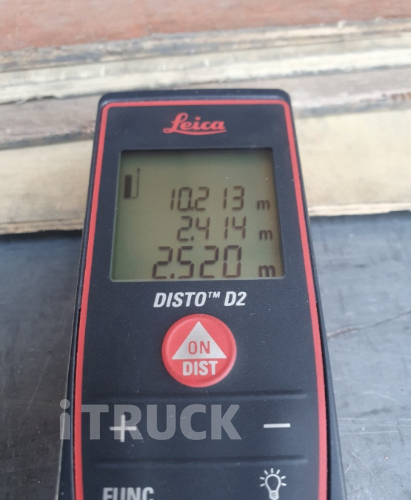 Leica
10.213 m
2.414 m
2.520 m
DISTO™ D2
ON
DIST
iTRUCK
+ −
FUNC